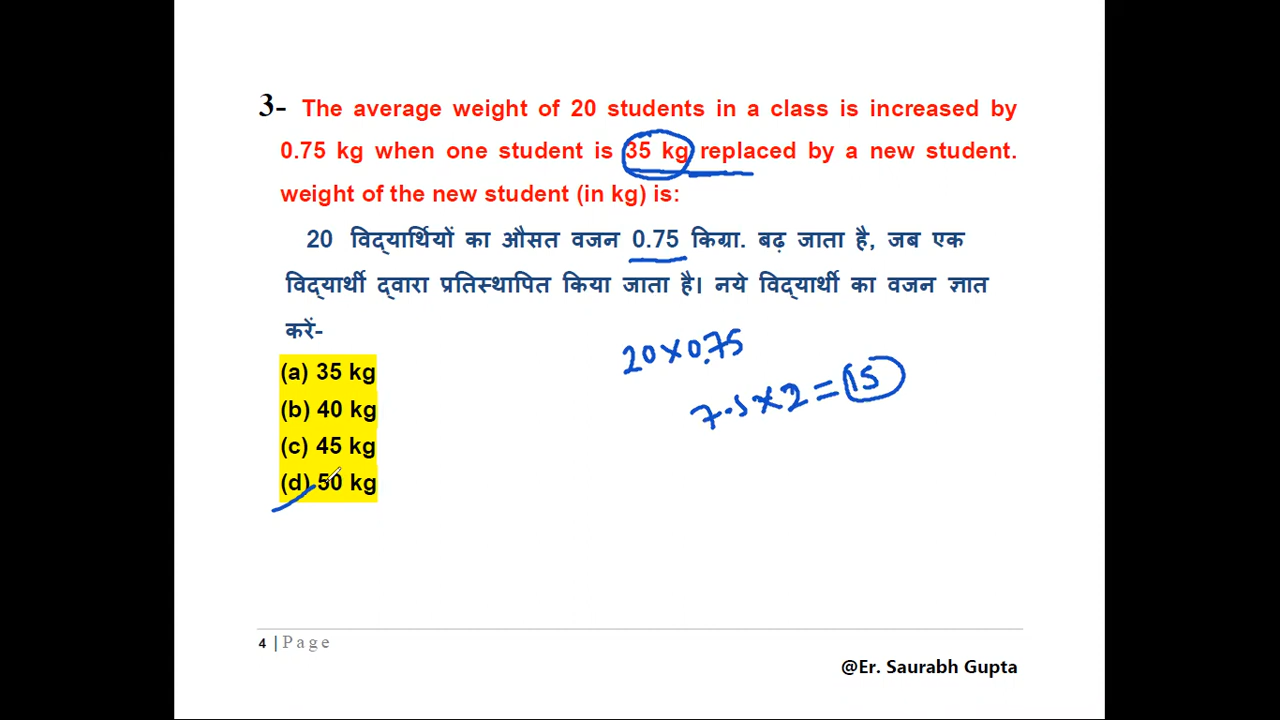 3- The average weight of 20 students in a class is increased by
0.75 kg when one student is 35 kg replaced by a new student.
weight of the new student (in kg) is:
20 विद्यार्थियों का औसत वजन 0.75 किग्रा. बढ़ जाता है, जब एक
विद्यार्थी द्वारा प्रतिस्थापित किया जाता है। नये विद्यार्थी का वजन ज्ञात
करें-
20×0.75
(a) 35 kg
7.5×2=15
(b) 40 kg
(c) 45 kg
(d) 50 kg
4 | Page
@Er. Saurabh Gupta